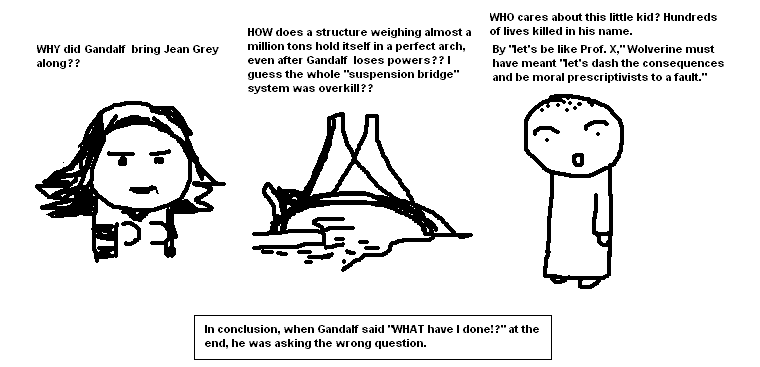 WHY did Gandalf bring Jean Grey
along??
HOW does a structure weighing almost a
million tons hold itself in a perfect arch,
even after Gandalf loses powers?? I
guess the whole "suspension bridge"
system was overkill??
WHO cares about this little kid? Hundreds
of lives killed in his name.
By "let's be like Prof. X," Wolverine must
have meant "let's dash the consequences
and be moral prescriptivists to a fault."
In conclusion, when Gandalf said "WHAT have I done!?" at the
end, he was asking the wrong question.